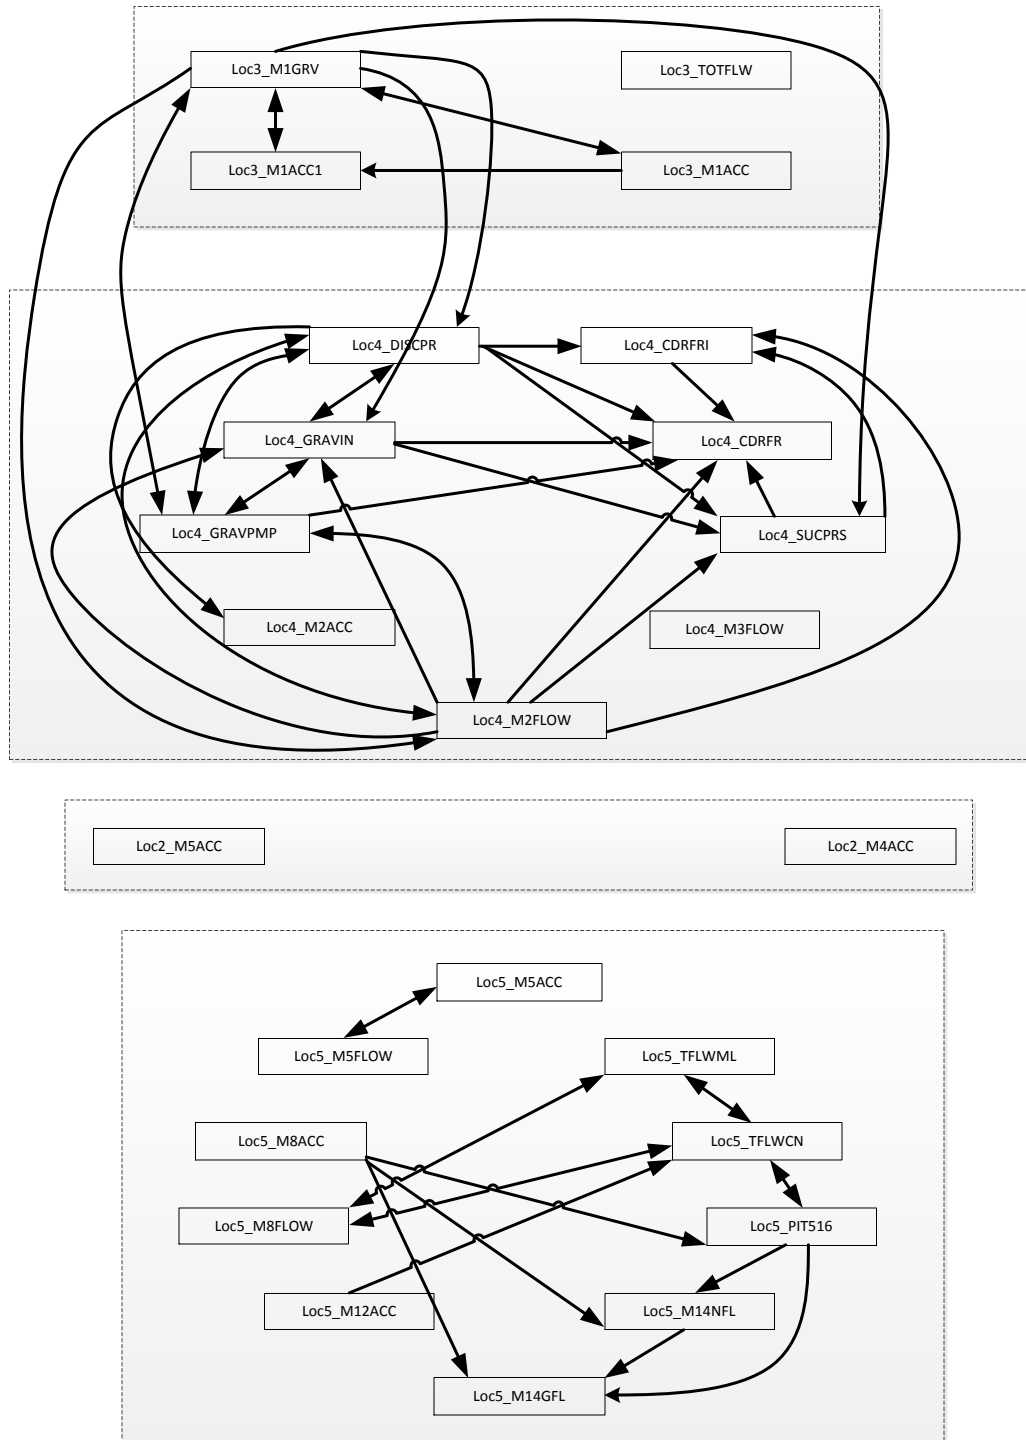 Loc3_M1GRV
Loc3_TOTFLW
Loc3_M1ACC1
Loc3_M1ACC
Loc4_DISCPR
Loc4_CDRFRI
Loc4_GRAVIN
Loc4_CDRFR
Loc4_GRAVPMP
Loc4_SUCPRS
Loc4_M2ACC
Loc4_M3FLOW
Loc4_M2FLOW
Loc2_M5ACC
Loc2_M4ACC
Loc5_M5ACC
Loc5_M5FLOW
Loc5_TFLWML
Loc5_M8ACC
Loc5_TFLWCN
Loc5_M8FLOW
Loc5_PIT516
Loc5_M12ACC
Loc5_M14NFL
Loc5_M14GFL